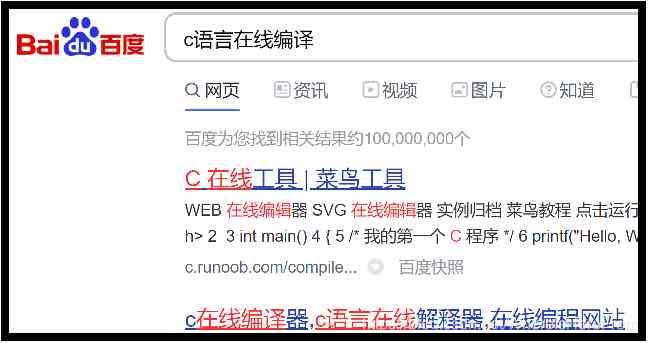 Bai du 百度
c语言在线编译
网页 资讯 视频 图片 知道
百度为您找到相关结果约100,000,000个
C 在线工具 | 菜鸟工具
WEB 在线编辑器 SVG 在线编辑器 实例归档 菜鸟教程 点击运行
h> 2 3 int main() 4 { 5 /* 我的第一个 C 程序 */ 6 printf("Hello, W
c.runoob.com/compile... 百度快照
c在线编译器,c语言在线解释器,在线编程网站